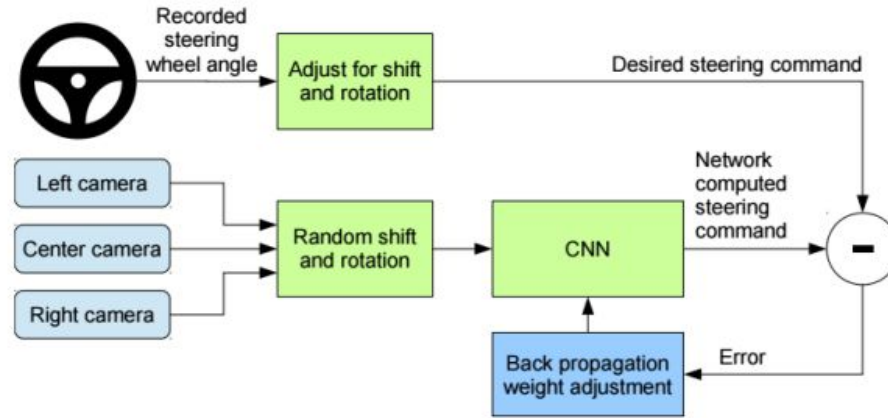 Recorded
steering
wheel angle
Adjust for shift
and rotation
Desired steering command
Left camera
Center camera
Right camera
Random shift
and rotation
CNN
Network
computed
steering
command
-
Back propagation
weight adjustment
Error